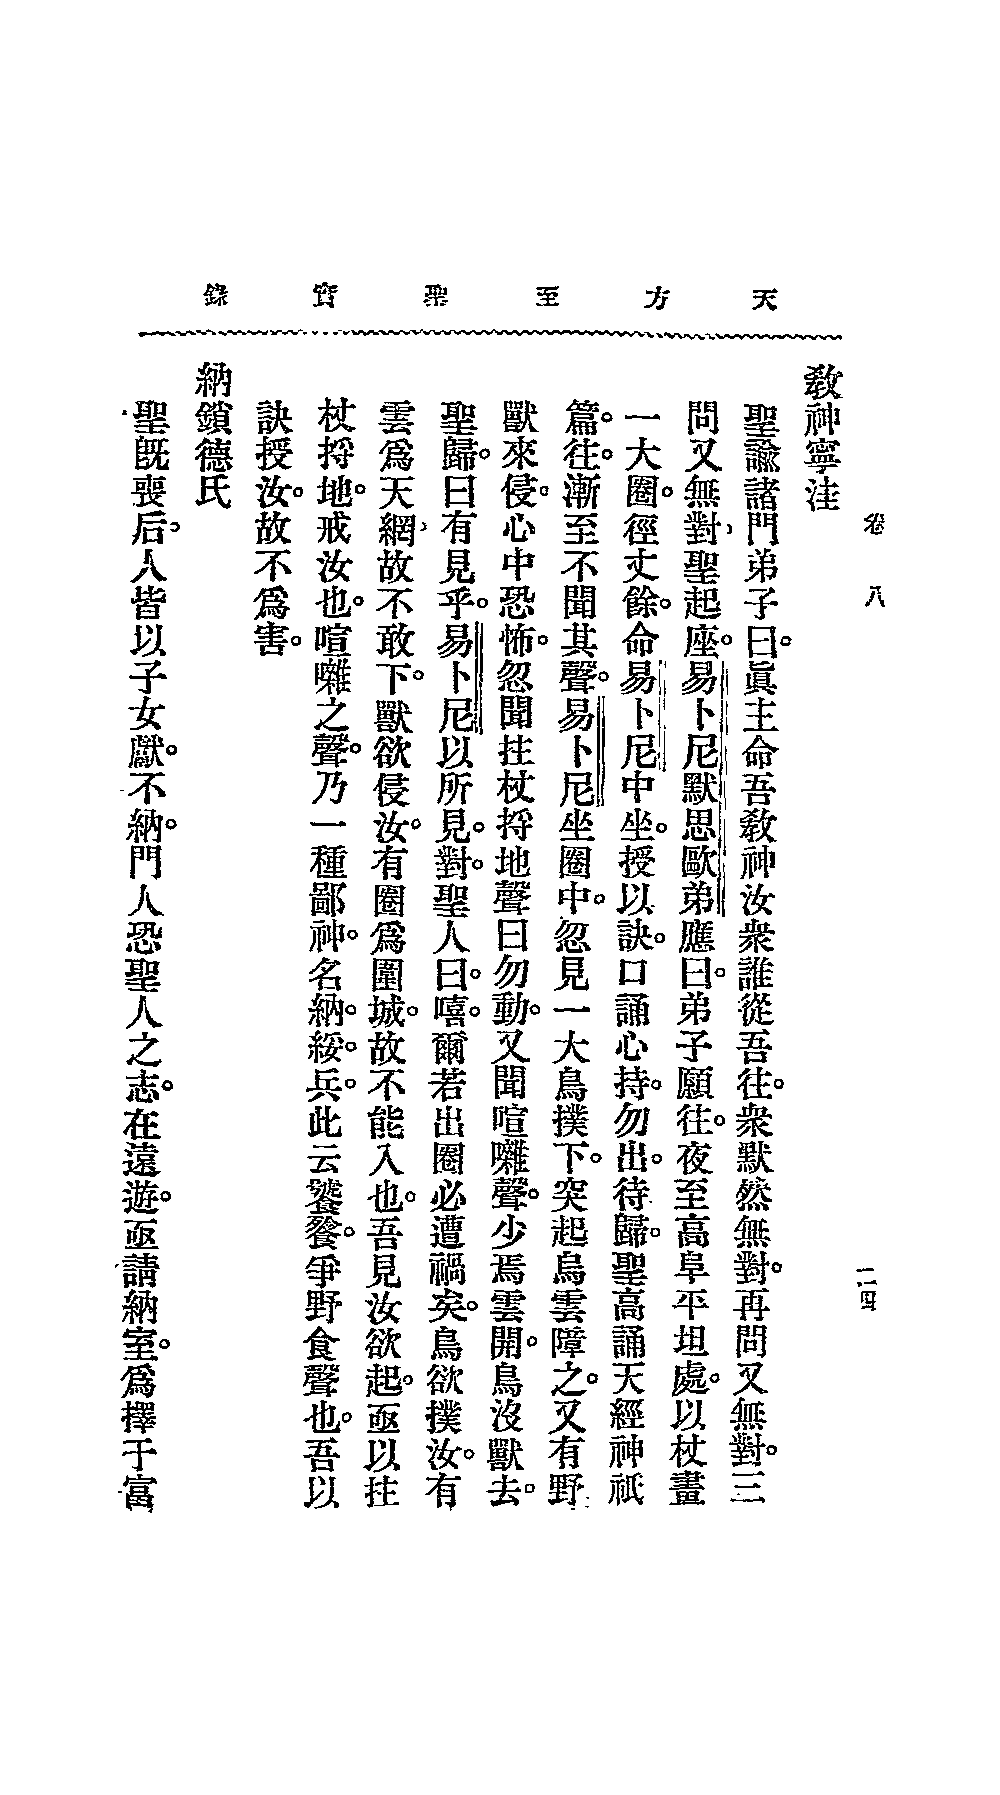 天方至聖實錄
卷八
二四
敎神寧洼
聖諭諸門弟子曰。眞主命吾敎神汝衆誰從吾往。衆默然無對。再問又無對。三
問又無對、聖起座。易卜尼默思歐弟應曰。弟子願往。夜至高阜平坦處。以杖畫
一大圈。徑丈餘。命易卜尼中坐。授以訣。口誦心持。勿出。待歸。聖高誦天經神祇
篇。往。漸至不聞其聲。易卜尼坐圈中。忽見一大鳥撲下。突起烏雲障之。又有野
獸來侵。心中恐怖。忽聞拄杖捋地聲曰勿動。又聞喧囃聲。少焉雲開。鳥沒獸去。
聖歸。曰有見乎。易卜尼以所見。對。聖人曰。嘻。爾若出圈必遭禍矣。鳥欲撲汝。有
雲爲天網、故不敢下。獸欲侵汝。有圈爲圍城。故不能入也。吾見汝欲起。亟以拄
杖捋地。戒汝也。喧囃之聲。乃一種鄙神。名納。綏。兵。此云饕餮。爭野食聲也。吾以
訣授汝。故不爲害。
納鎖德氏
聖旣喪后。人皆以子女獻。不納。門人恐聖人之志。在遠遊。亟請納室。爲擇于富